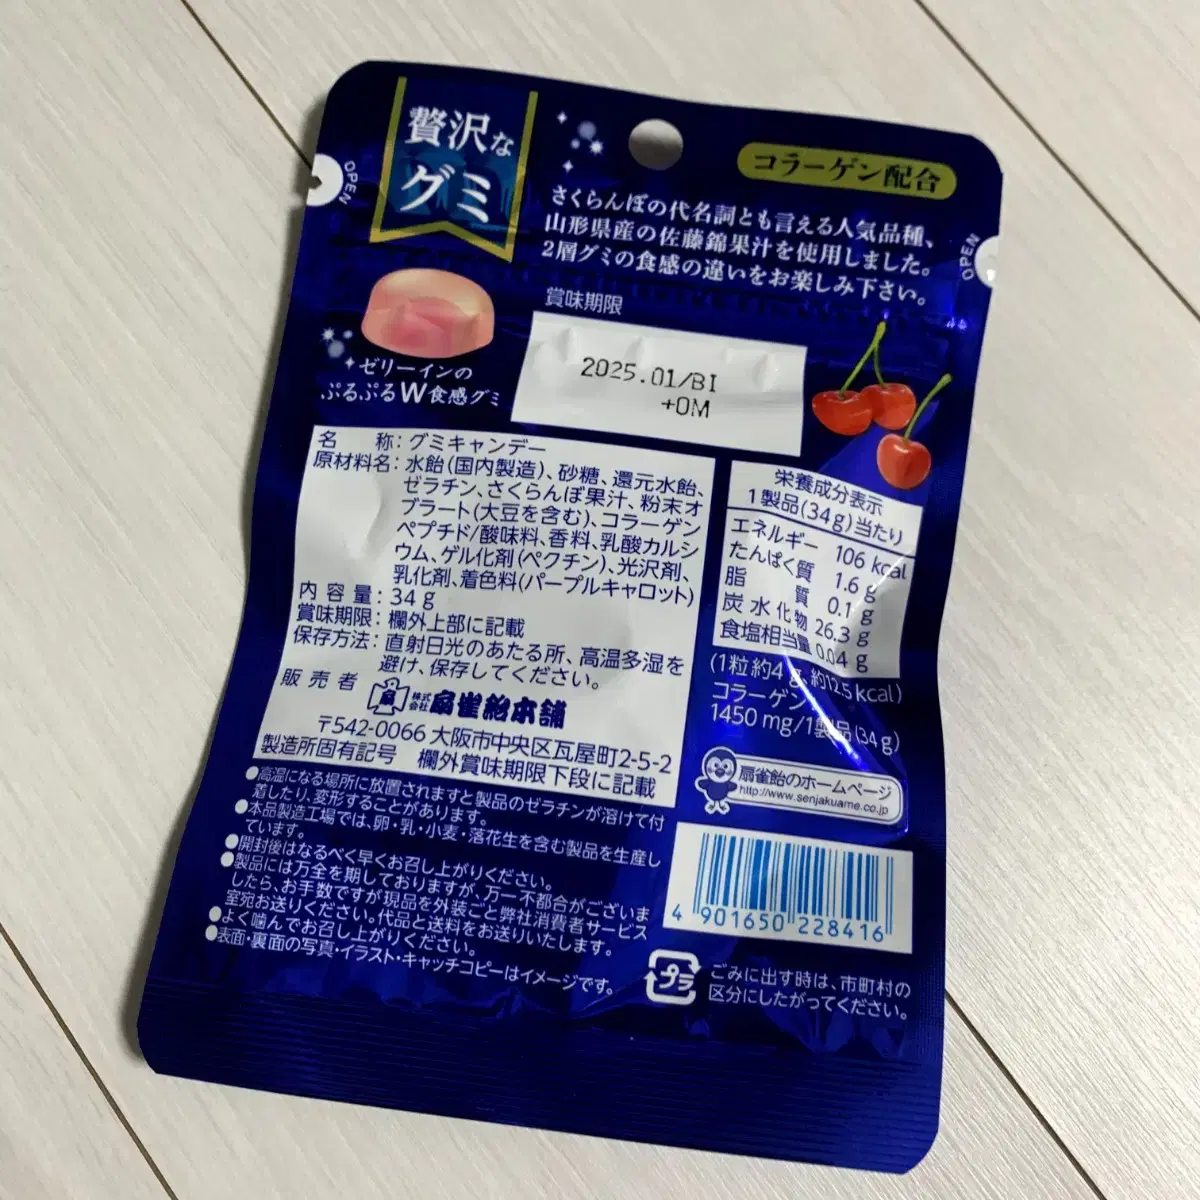 贅沢な
グミ
OPEN
コラーゲン配合
さくらんぼの代名詞とも言える人気品種、
山形県産の佐藤錦果汁を使用しました。
2層グミの食感の違いをお楽しみ下さい。
OPEN
賞味期限
2025.01/BI
+OM
ゼリーインの
ぷるぷるW食感グミ
名 称:グミキャンデー
原材料名:水飴(国内製造)、砂糖、還元水飴、
ゼラチン、さくらんぼ果汁、粉末オ
ブラート(大豆を含む)、コラーゲン
ペプチド/酸味料、香料、乳酸カルシ
ウム、ゲル化剤(ペクチン)、光沢剤、
乳化剤、着色料(パープルキャロット)
内容量:34g
賞味期限:欄外上部に記載
保存方法:直射日光のあたる所、高温多湿を
避け、保存してください。
販売者 扇 株式会社 扇雀飴本舗
〒542-0066 大阪市中央区瓦屋町2-5-2
製造所固有記号 欄外賞味期限下段に記載
栄養成分表示
1製品(34g)当たり
エネルギー 106 kcal
たんぱく質 1.6 g
脂質 0.1 g
炭水化物 26.3 g
食塩相当量 0.04 g
(1粒約4g、約12.5kcal)
コラーゲン
1450mg/1製品(34g)
扇雀飴のホームページ
http://www.senjakuame.co.jp
●高温になる場所に放置されますと製品のゼラチンが溶けて付
着したり、変形することがあります。
●本品製造工場では、卵・乳・小麦・落花生を含む製品を生産し
ています。
●開封後はなるべく早くお召し上がりください。
●製品には万全を期しておりますが、万一不都合がございま
したら、お手数ですが現品を外装ごと弊社消費者サービス
室宛お送りください。代品と送料をお送りいたします。
●よく噛んでお召し上がりください。
●表面・裏面の写真・イラスト・キャッチコピーはイメージです。
4 901650 228416
プラ
ごみに出す時は、市町村の
区分にしたがってください。